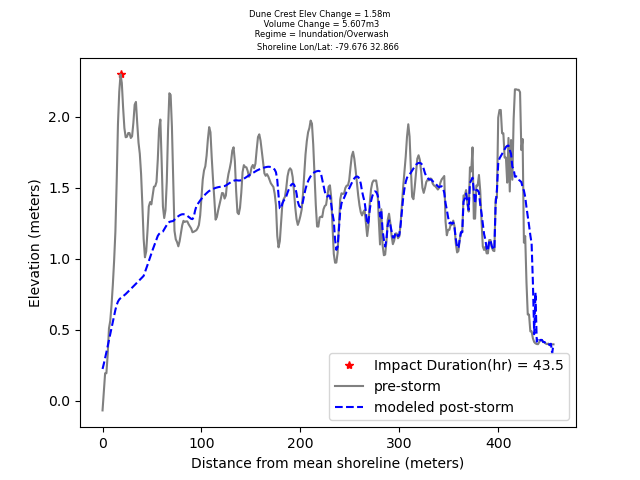 Dune Crest Elev Change = 1.58m
Volume Change = 5.607m3
Regime = Inundation/Overwash
Shoreline Lon/Lat: -79.676 32.866
2.0
1.5
1.0
0.5
0.0
Elevation (meters)
Impact Duration(hr) = 43.5
pre-storm
modeled post-storm
0 100 200 300 400
Distance from mean shoreline (meters)